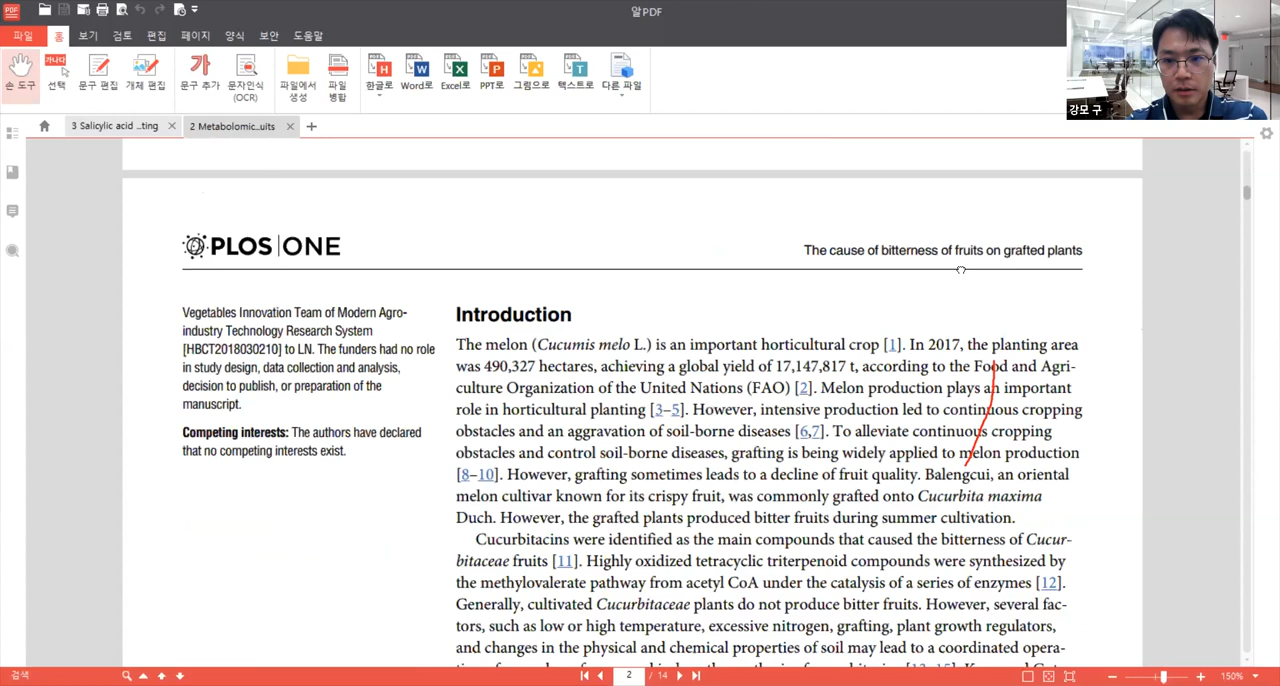 알PDF
파일 홈 보기 검토 편집 페이지 양식 보안 도움말
손 도구 선택 문구 편집 개체 편집 문구 추가 문자인식 (OCR) 파일에서 생성 파일 병합 한글로 Word로 Excel로 PPT로 그림으로 텍스트로 다른 파일
강모 구
3 Salicylic acid ...ting
2 Metabolomic...uits
PLOS | ONE
The cause of bitterness of fruits on grafted plants
Vegetables Innovation Team of Modern Agro-
industry Technology Research System
[HBCT2018030210] to LN. The funders had no role
in study design, data collection and analysis,
decision to publish, or preparation of the
manuscript.
Competing interests: The authors have declared
that no competing interests exist.
Introduction
The melon (Cucumis melo L.) is an important horticultural crop [1]. In 2017, the planting area
was 490,327 hectares, achieving a global yield of 17,147,817 t, according to the Food and Agri-
culture Organization of the United Nations (FAO) [2]. Melon production plays an important
role in horticultural planting [3–5]. However, intensive production led to continuous cropping
obstacles and an aggravation of soil-borne diseases [6,7]. To alleviate continuous cropping
obstacles and control soil-borne diseases, grafting is being widely applied to melon production
[8–10]. However, grafting sometimes leads to a decline of fruit quality. Balengcui, an oriental
melon cultivar known for its crispy fruit, was commonly grafted onto Cucurbita maxima
Duch. However, the grafted plants produced bitter fruits during summer cultivation.
Cucurbitacins were identified as the main compounds that caused the bitterness of Cucur-
bitaceae fruits [11]. Highly oxidized tetracyclic triterpenoid compounds were synthesized by
the methylovalerate pathway from acetyl CoA under the catalysis of a series of enzymes [12].
Generally, cultivated Cucurbitaceae plants do not produce bitter fruits. However, several fac-
tors, such as low or high temperature, excessive nitrogen, grafting, plant growth regulators,
and changes in the physical and chemical properties of soil may lead to a coordinated opera-
검색
2 / 14
150%